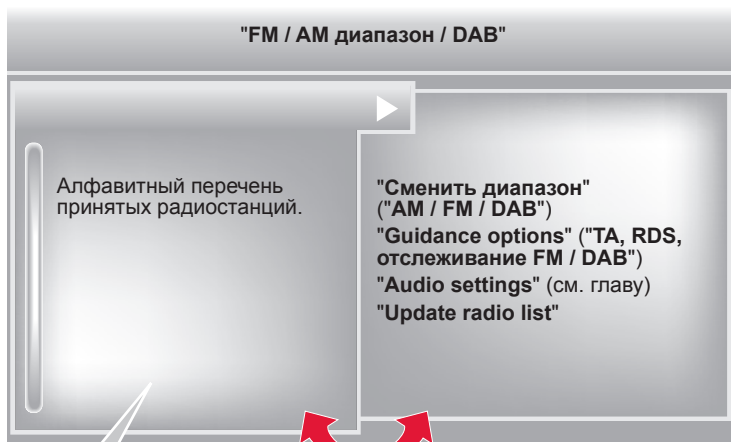 "FM / AM диапазон / DAB"
Алфавитный перечень
принятых радиостанций.
"Сменить диапазон"
("AM / FM / DAB")
"Guidance options" ("TA, RDS,
отслеживание FM / DAB")
"Audio settings" (см. главу)
"Update radio list"